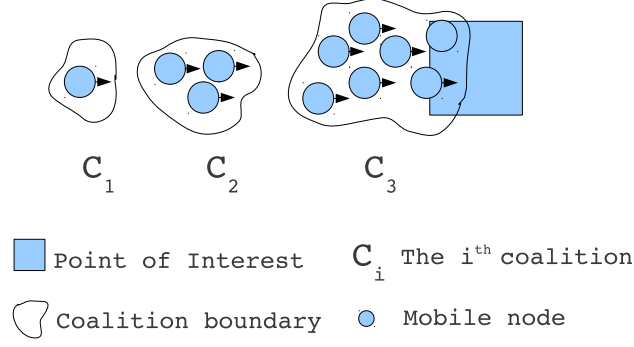 C₁ C₂ C₃
Point of Interest Cᵢ The iᵗʰ coalition
Coalition boundary Mobile node